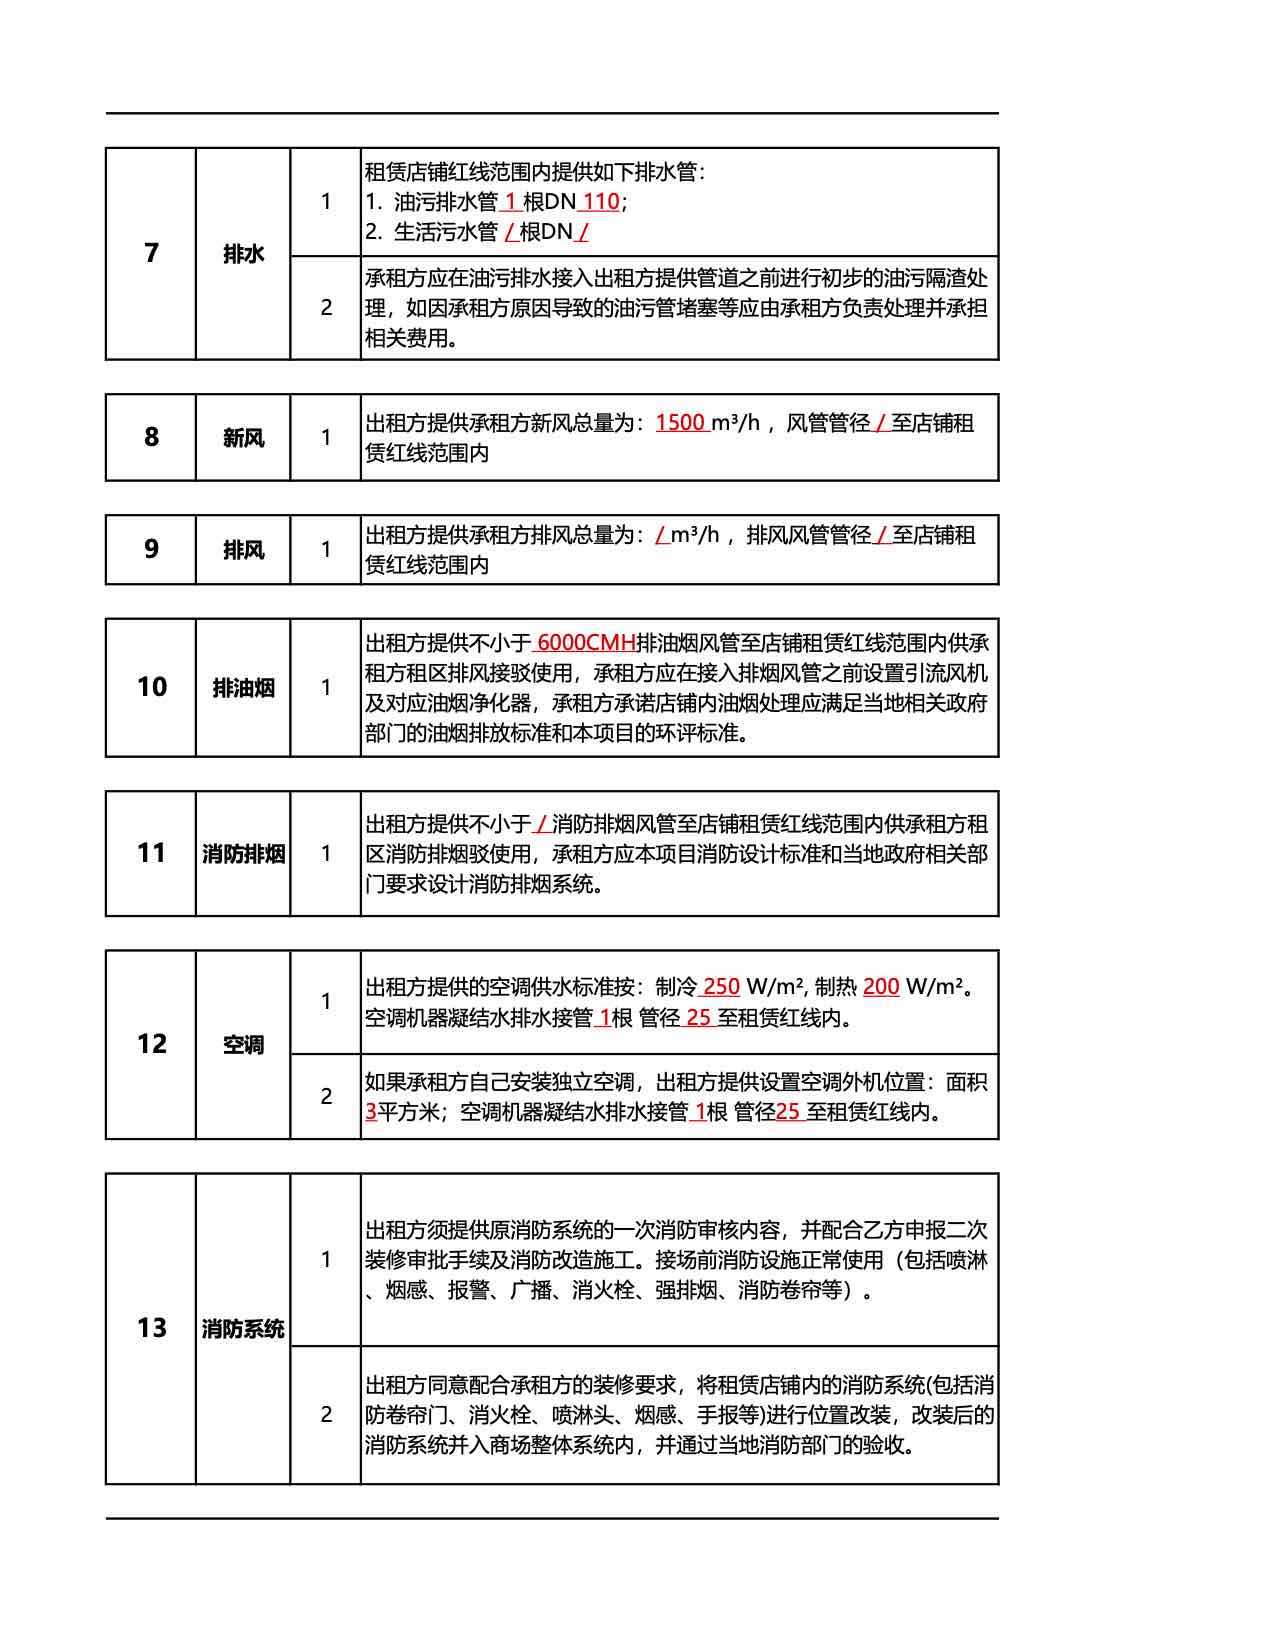 7
排水
1
租赁店铺红线范围内提供如下排水管：
1. 油污排水管 1 根DN 110；
2. 生活污水管 / 根DN /
2
承租方应在油污排水接入出租方提供管道之前进行初步的油污隔渣处
理，如因承租方原因导致的油污管堵塞等应由承租方负责处理并承担
相关费用。
8
新风
1
出租方提供承租方新风总量为：1500 m³/h ，风管管径 / 至店铺租
赁红线范围内
9
排风
1
出租方提供承租方排风总量为：/ m³/h ，排风风管管径 / 至店铺租
赁红线范围内
10
排油烟
1
出租方提供不小于 6000CMH排油烟风管至店铺租赁红线范围内供承
租方租区排风接驳使用，承租方应在接入排烟风管之前设置引流风机
及对应油烟净化器，承租方承诺店铺内油烟处理应满足当地相关政府
部门的油烟排放标准和本项目的环评标准。
11
消防排烟
1
出租方提供不小于 / 消防排烟风管至店铺租赁红线范围内供承租方租
区消防排烟驳使用，承租方应本项目消防设计标准和当地政府相关部
门要求设计消防排烟系统。
12
空调
1
出租方提供的空调供水标准按：制冷 250 W/m², 制热 200 W/m²。
空调机器凝结水排水接管 1根 管径 25 至租赁红线内。
2
如果承租方自己安装独立空调，出租方提供设置空调外机位置：面积
3平方米；空调机器凝结水排水接管 1根 管径25 至租赁红线内。
13
消防系统
1
出租方须提供原消防系统的一次消防审核内容，并配合乙方申报二次
装修审批手续及消防改造施工。接场前消防设施正常使用（包括喷淋
、烟感、报警、广播、消火栓、强排烟、消防卷帘等）。
2
出租方同意配合承租方的装修要求，将租赁店铺内的消防系统(包括消
防卷帘门、消火栓、喷淋头、烟感、手报等)进行位置改装，改装后的
消防系统并入商场整体系统内，并通过当地消防部门的验收。